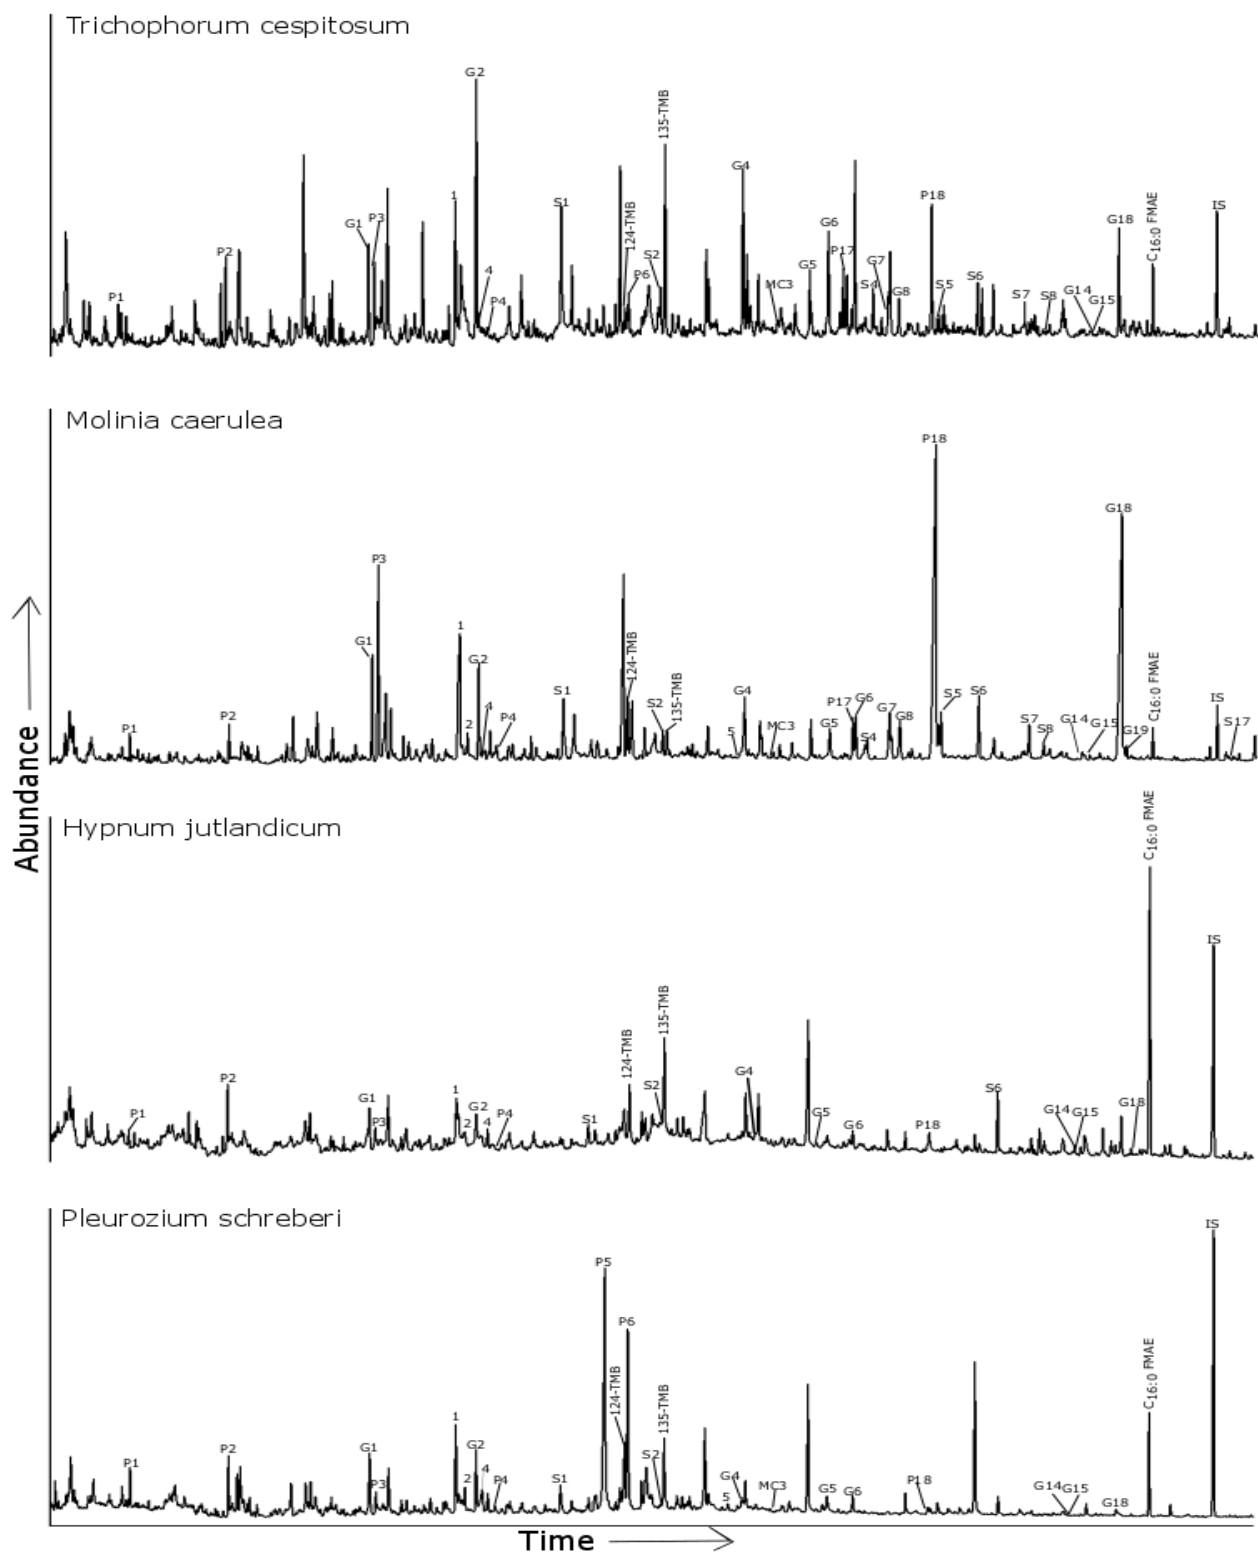 Trichophorum cespitosum
G2
135-TMB
G4
1
S1
P18
IS
C16:0 FMAE
G1
P3
124-TMB
G6
G18
P2
4
S2
P17
P6
G5
G7
S6
P1
P4
MC3
S4
G8
S5
S7
S8
G14
G15
Molinia caerulea
P18
G18
P3
1
G1
G2
124-TMB
C16:0 FMAE
S1
S2
135-TMB
G4
P17
G6
S5
S6
IS
P1
P2
2
4
P4
5
MC3
G5
S4
G7
G8
S7
S8
G14
G15
G19
S17
Abundance
Hypnum jutlandicum
C16:0 FMAE
IS
135-TMB
124-TMB
P2
G1
1
S2
G4
S6
P1
P3
2
G2
4
P4
S1
G5
G6
P18
G14
G15
G18
Pleurozium schreberi
IS
P5
P6
124-TMB
135-TMB
C16:0 FMAE
1
P1
P2
G1
P3
2
G2
4
P4
S1
S2
5
G4
MC3
G5
G6
P18
G14
G15
G18
Time